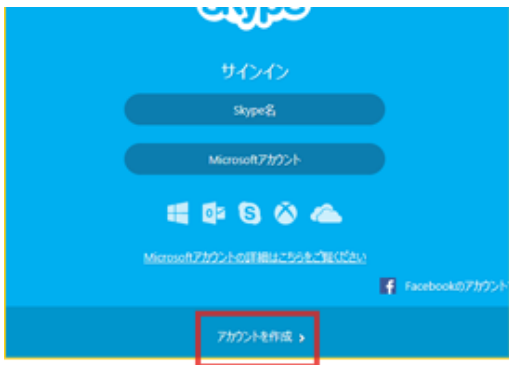 skype
サインイン
Skype名
Microsoftアカウント
Microsoftアカウントの詳細はこちらをご覧ください
Facebookのアカウント
アカウントを作成 ›